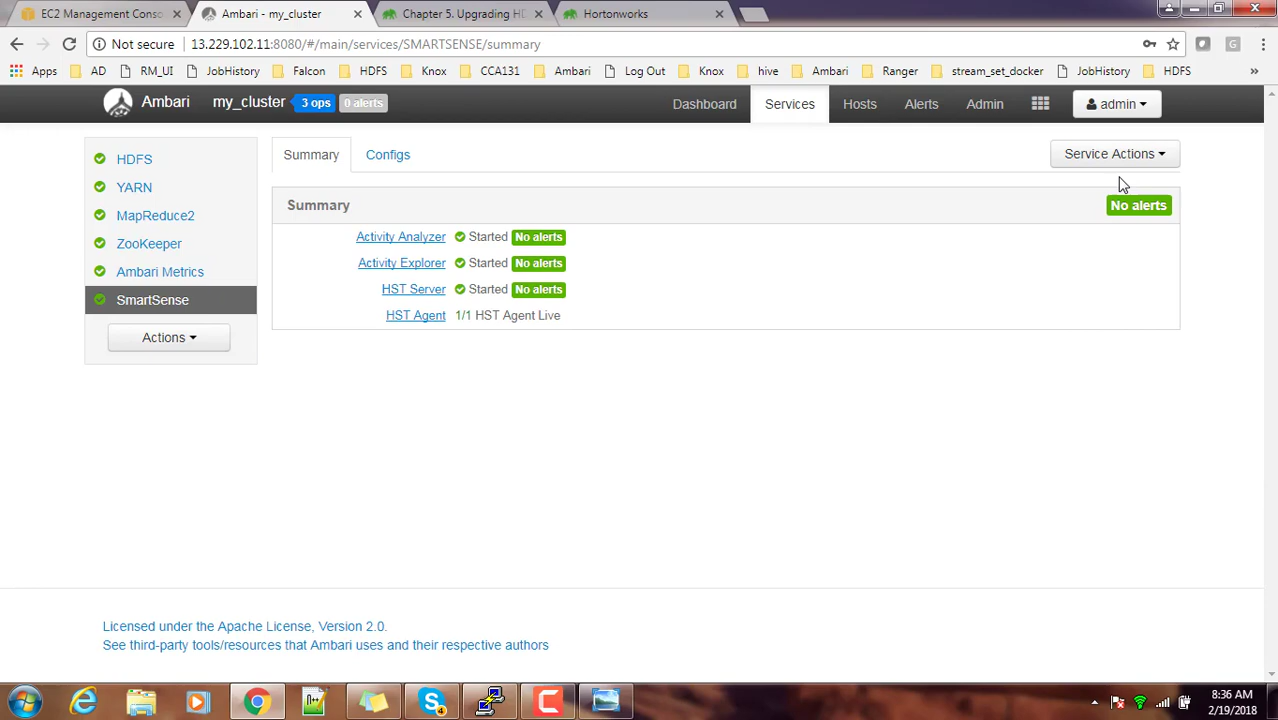 EC2 Management Conso
Ambari - my_cluster
Chapter 5. Upgrading HD
Hortonworks
Not secure
13.229.102.11:8080/#/main/services/SMARTSENSE/summary
Apps AD RM_UI JobHistory Falcon HDFS Knox CCA131 Ambari Log Out Knox hive Ambari Ranger stream_set_docker JobHistory HDFS »
Ambari my_cluster 3 ops 0 alerts Dashboard Services Hosts Alerts Admin admin
HDFS
YARN
MapReduce2
ZooKeeper
Ambari Metrics
SmartSense
Actions
Summary Configs
Service Actions
Summary
No alerts
Activity Analyzer Started No alerts
Activity Explorer Started No alerts
HST Server Started No alerts
HST Agent 1/1 HST Agent Live
Licensed under the Apache License, Version 2.0.
See third-party tools/resources that Ambari uses and their respective authors
8:36 AM
2/19/2018